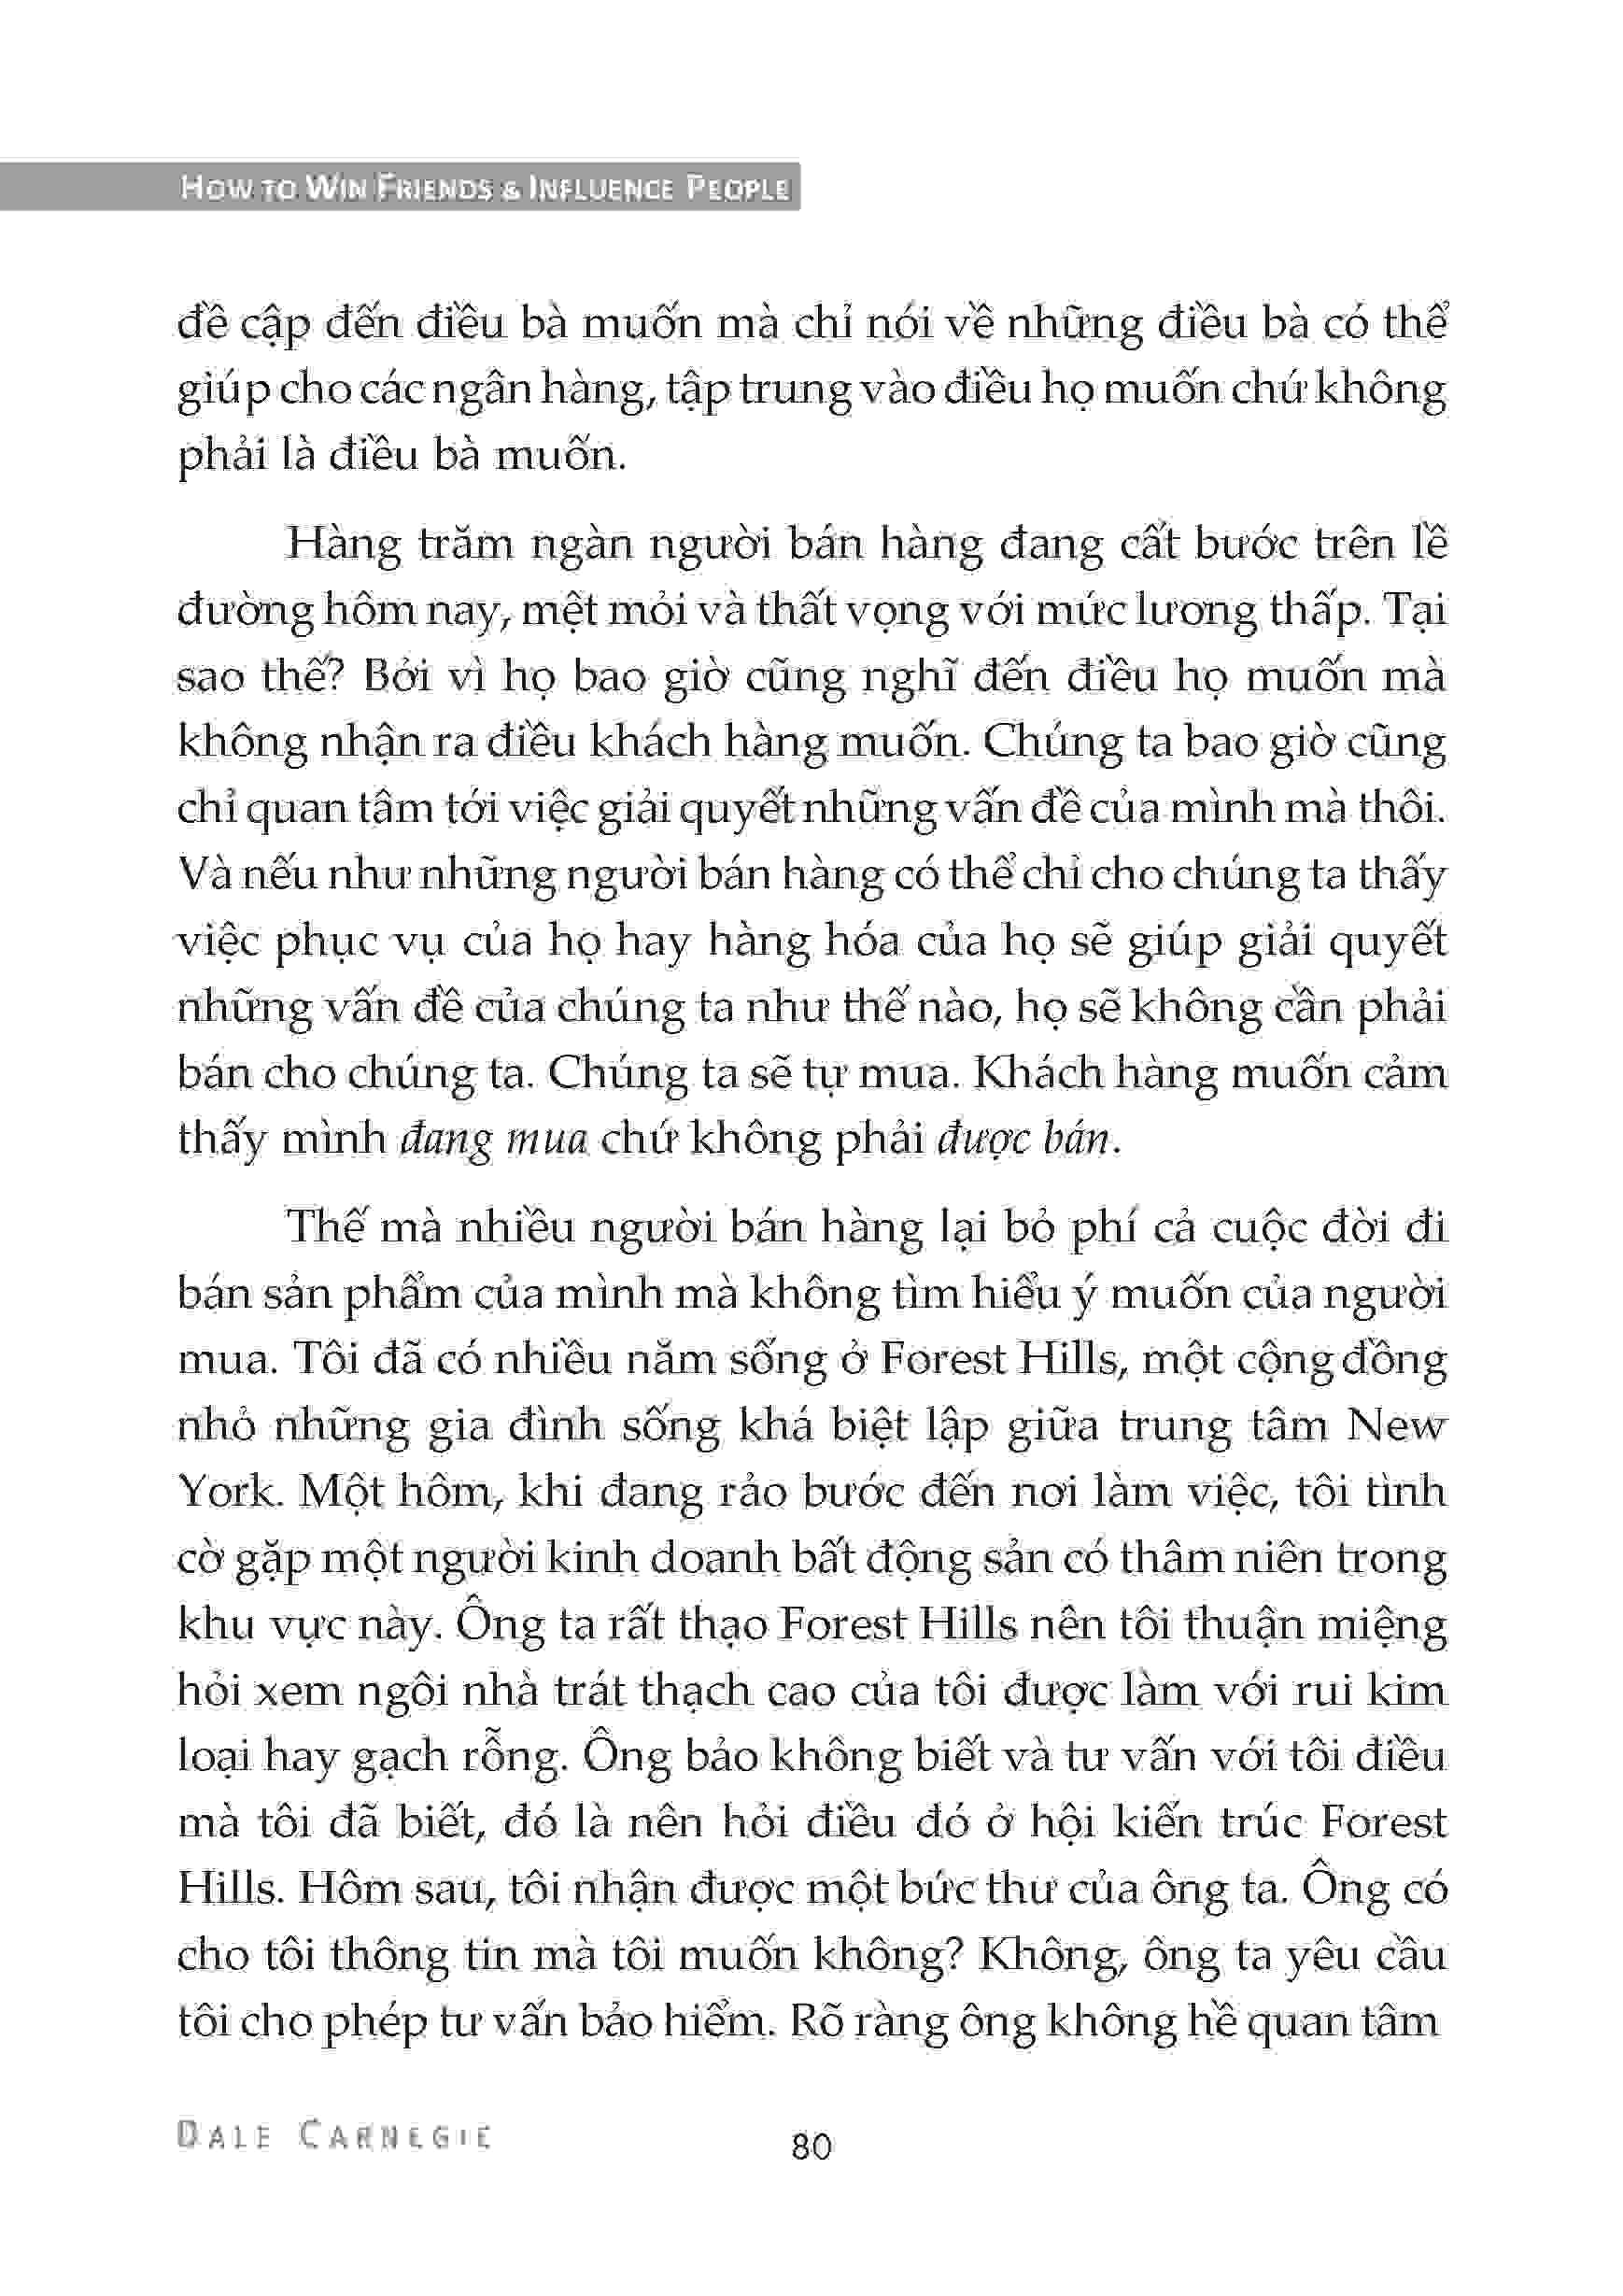 HOW TO WIN FRIENDS & INFLUENCE PEOPLE
đề cập đến điều bà muốn mà chỉ nói về những điều bà có thể
giúp cho các ngân hàng, tập trung vào điều họ muốn chứ không
phải là điều bà muốn.
Hàng trăm ngàn người bán hàng đang cất bước trên lề
đường hôm nay, mệt mỏi và thất vọng với mức lương thấp. Tại
sao thế? Bởi vì họ bao giờ cũng nghĩ đến điều họ muốn mà
không nhận ra điều khách hàng muốn. Chúng ta bao giờ cũng
chỉ quan tâm tới việc giải quyết những vấn đề của mình mà thôi.
Và nếu như những người bán hàng có thể chỉ cho chúng ta thấy
việc phục vụ của họ hay hàng hóa của họ sẽ giúp giải quyết
những vấn đề của chúng ta như thế nào, họ sẽ không cần phải
bán cho chúng ta. Chúng ta sẽ tự mua. Khách hàng muốn cảm
thấy mình đang mua chứ không phải được bán.
Thế mà nhiều người bán hàng lại bỏ phí cả cuộc đời đi
bán sản phẩm của mình mà không tìm hiểu ý muốn của người
mua. Tôi đã có nhiều năm sống ở Forest Hills, một cộng đồng
nhỏ những gia đình sống khá biệt lập giữa trung tâm New
York. Một hôm, khi đang rảo bước đến nơi làm việc, tôi tình
cờ gặp một người kinh doanh bất động sản có thâm niên trong
khu vực này. Ông ta rất thạo Forest Hills nên tôi thuận miệng
hỏi xem ngôi nhà trát thạch cao của tôi được làm với rui kim
loại hay gạch rỗng. Ông bảo không biết và tư vấn với tôi điều
mà tôi đã biết, đó là nên hỏi điều đó ở hội kiến trúc Forest
Hills. Hôm sau, tôi nhận được một bức thư của ông ta. Ông có
cho tôi thông tin mà tôi muốn không? Không, ông ta yêu cầu
tôi cho phép tư vấn bảo hiểm. Rõ ràng ông không hề quan tâm
DALE CARNEGIE
80